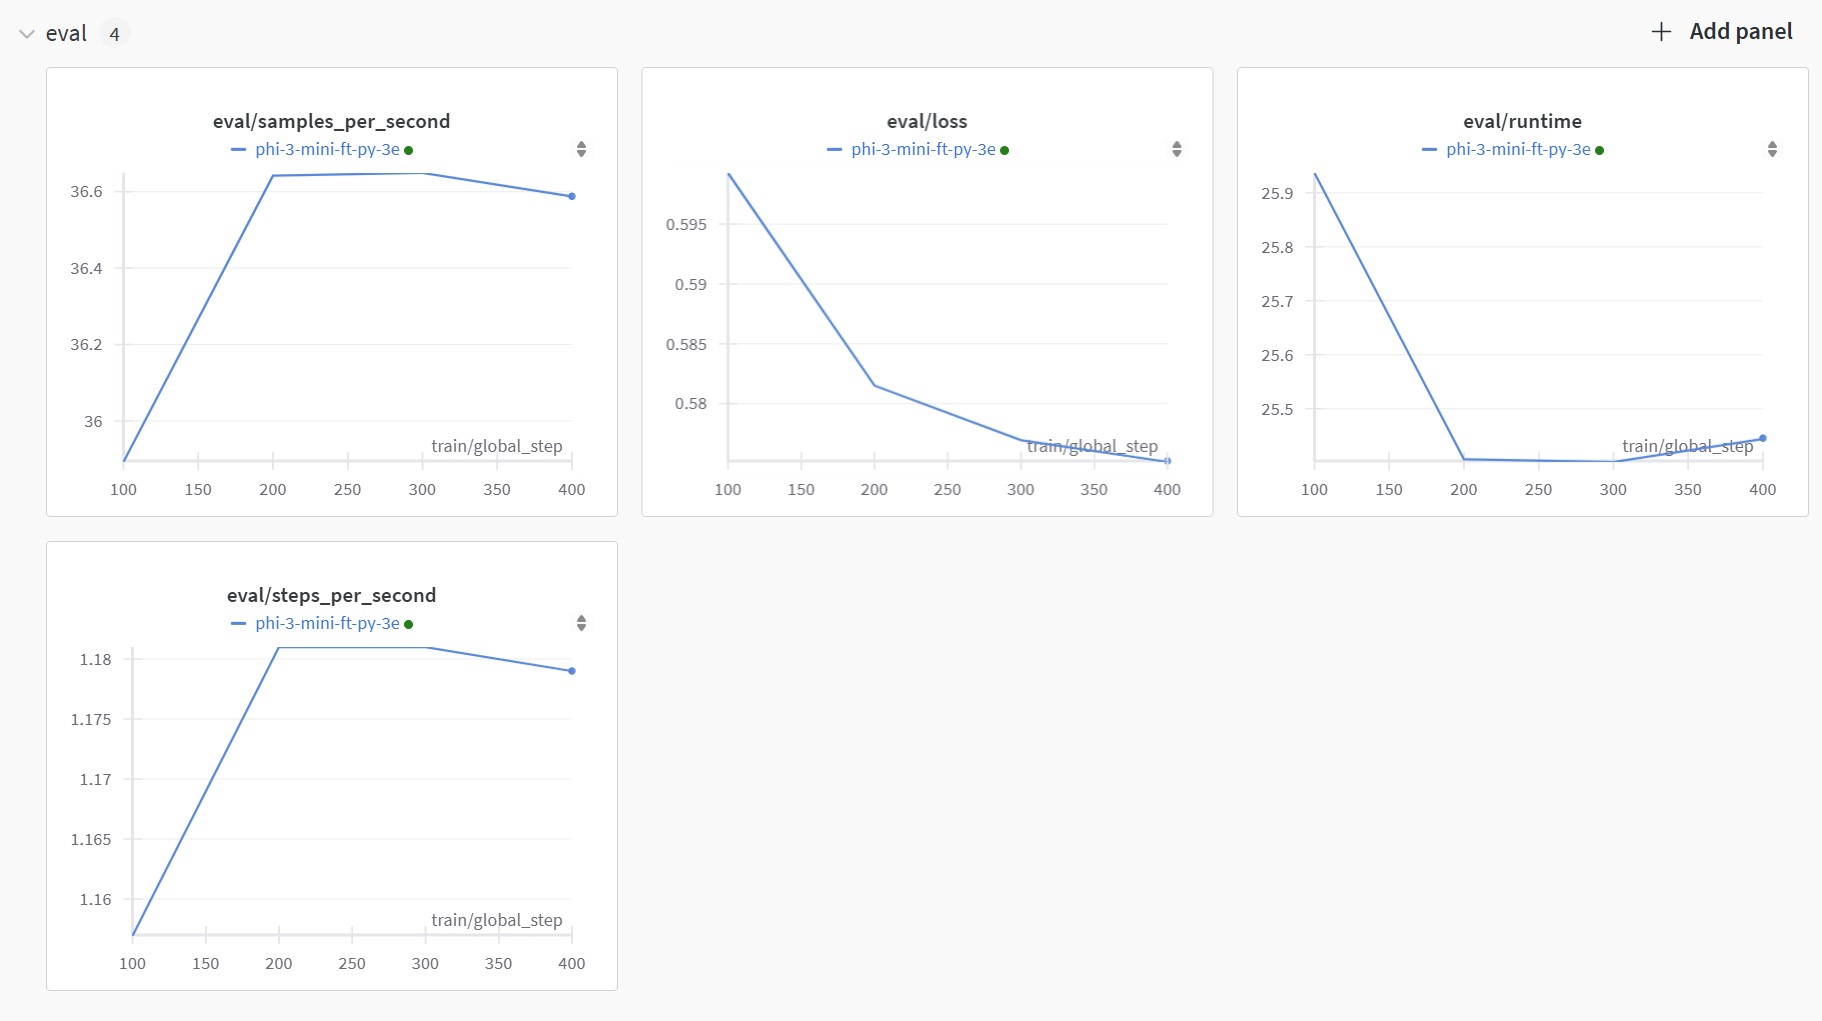 eval 4
Add panel
eval/samples_per_second
phi-3-mini-ft-py-3e
36.6
36.4
36.2
36
train/global_step
100 150 200 250 300 350 400
eval/loss
phi-3-mini-ft-py-3e
0.595
0.59
0.585
0.58
train/global_step
100 150 200 250 300 350 400
eval/runtime
phi-3-mini-ft-py-3e
25.9
25.8
25.7
25.6
25.5
train/global_step
100 150 200 250 300 350 400
eval/steps_per_second
phi-3-mini-ft-py-3e
1.18
1.175
1.17
1.165
1.16
train/global_step
100 150 200 250 300 350 400